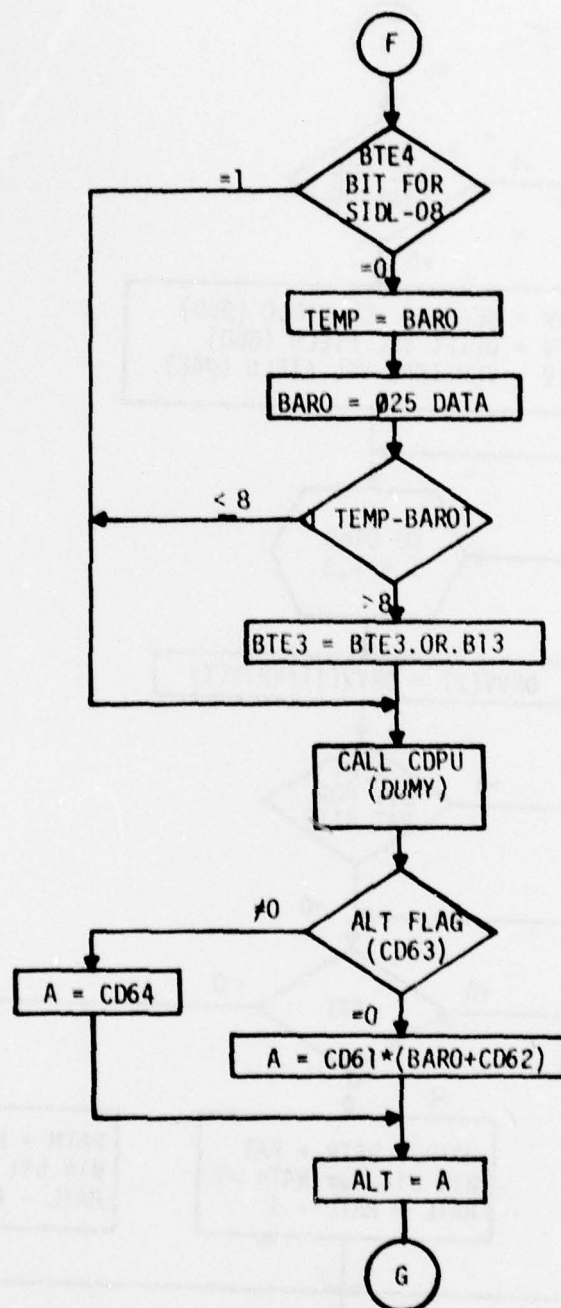 F
BTE4
BIT FOR
SIDL-08
=1
=0
TEMP = BARO
BARO = Ø25 DATA
< 8
TEMP-BARO
>8
BTE3 = BTE3.OR.B13
CALL CDPU
(DUMY)
≠0
ALT FLAG
(CD63)
A = CD64
=0
A = CD61*(BARO+CD62)
ALT = A
G